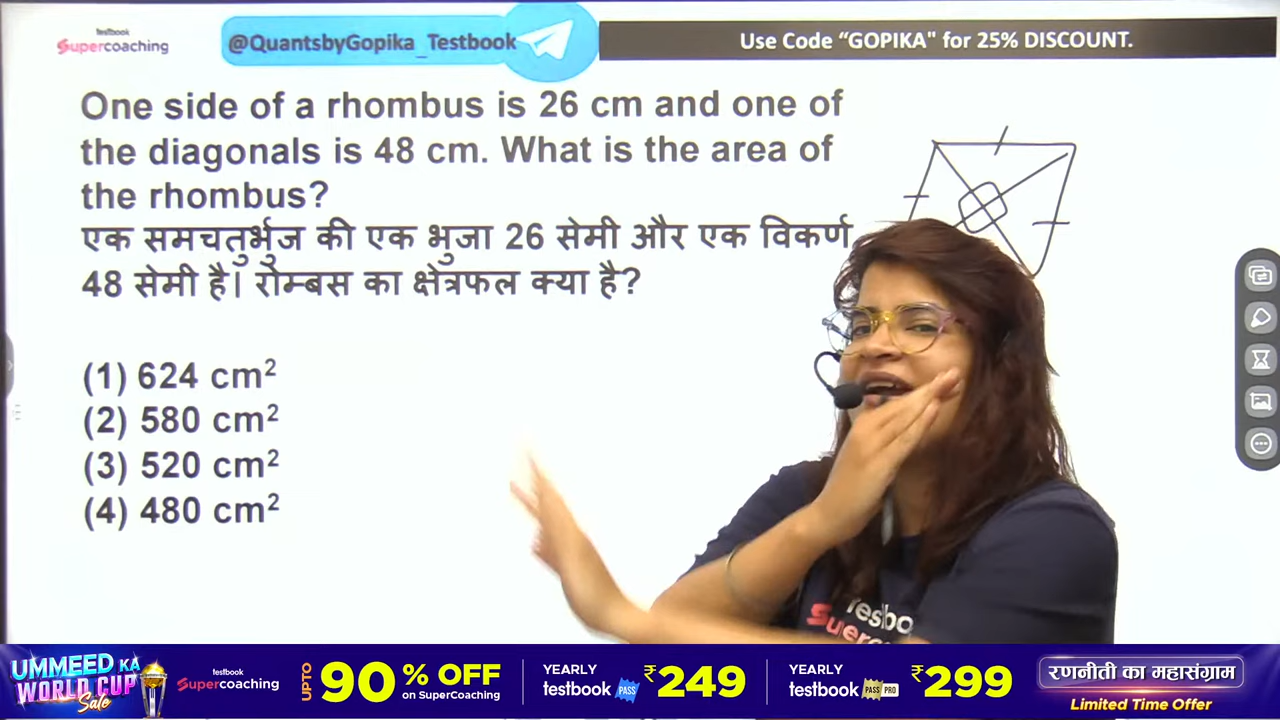 testbook
Supercoaching
@QuantsbyGopika_Testbook
Use Code “GOPIKA" for 25% DISCOUNT.
One side of a rhombus is 26 cm and one of
the diagonals is 48 cm. What is the area of
the rhombus?
एक समचतुर्भुज की एक भुजा 26 सेमी और एक विकर्ण
48 सेमी है। रोम्बस का क्षेत्रफल क्या है?
(1) 624 cm²
(2) 580 cm²
(3) 520 cm²
(4) 480 cm²
UMMEED KA
WORLD CUP
Sale
testbook
Supercoaching
UPTO
90% OFF
on SuperCoaching
YEARLY
testbook PASS
₹249
YEARLY
testbook PASS PRO
₹299
रणनीती का महासंग्राम
Limited Time Offer